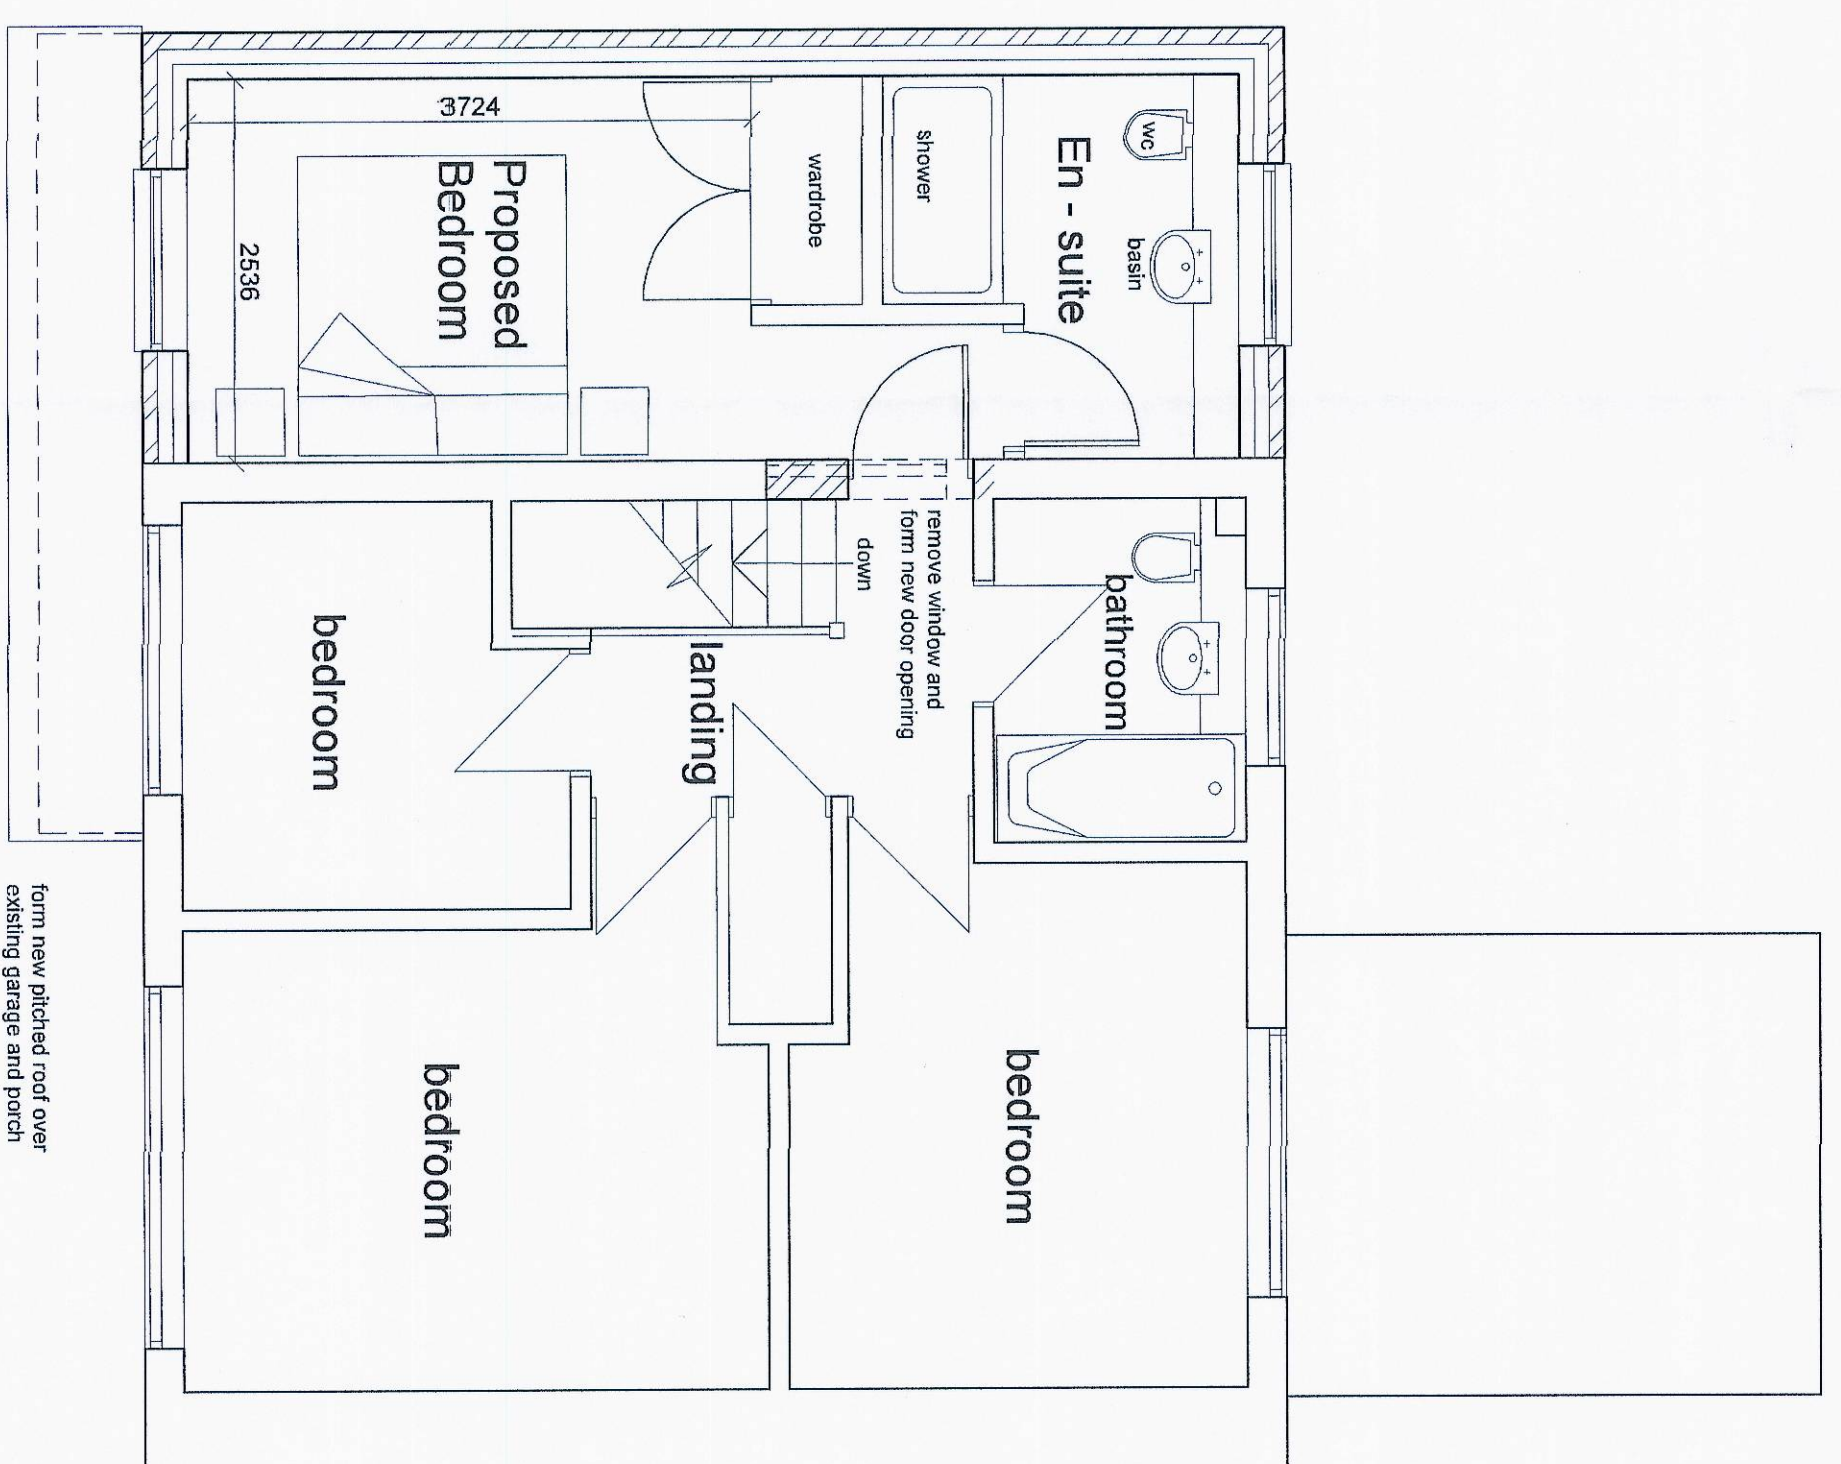 En - suite
wc
basin
shower
wardrobe
Proposed
Bedroom
3724
2536
bathroom
remove window and
form new door opening
down
landing
bedroom
bedroom
bedroom
form new pitched roof over
existing garage and porch